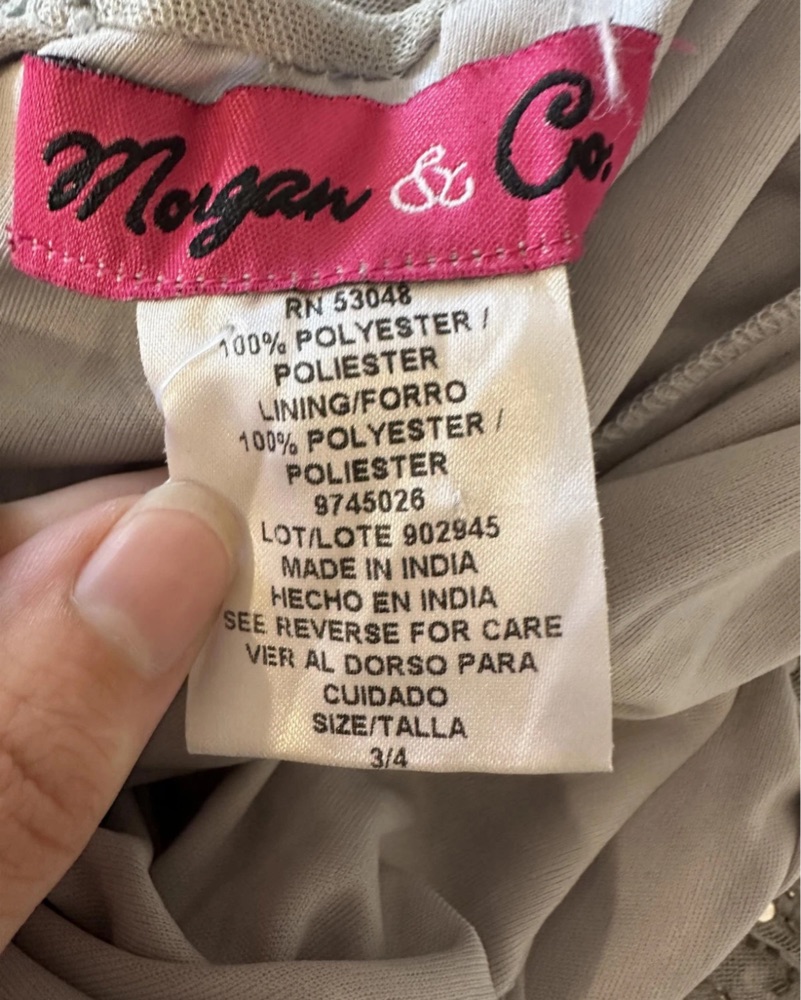 Morgan & Co.
RN 53048
100% POLYESTER /
POLIESTER
LINING/FORRO
100% POLYESTER /
POLIESTER
9745026
LOT/LOTE 902945
MADE IN INDIA
HECHO EN INDIA
SEE REVERSE FOR CARE
VER AL DORSO PARA
CUIDADO
SIZE/TALLA
3/4